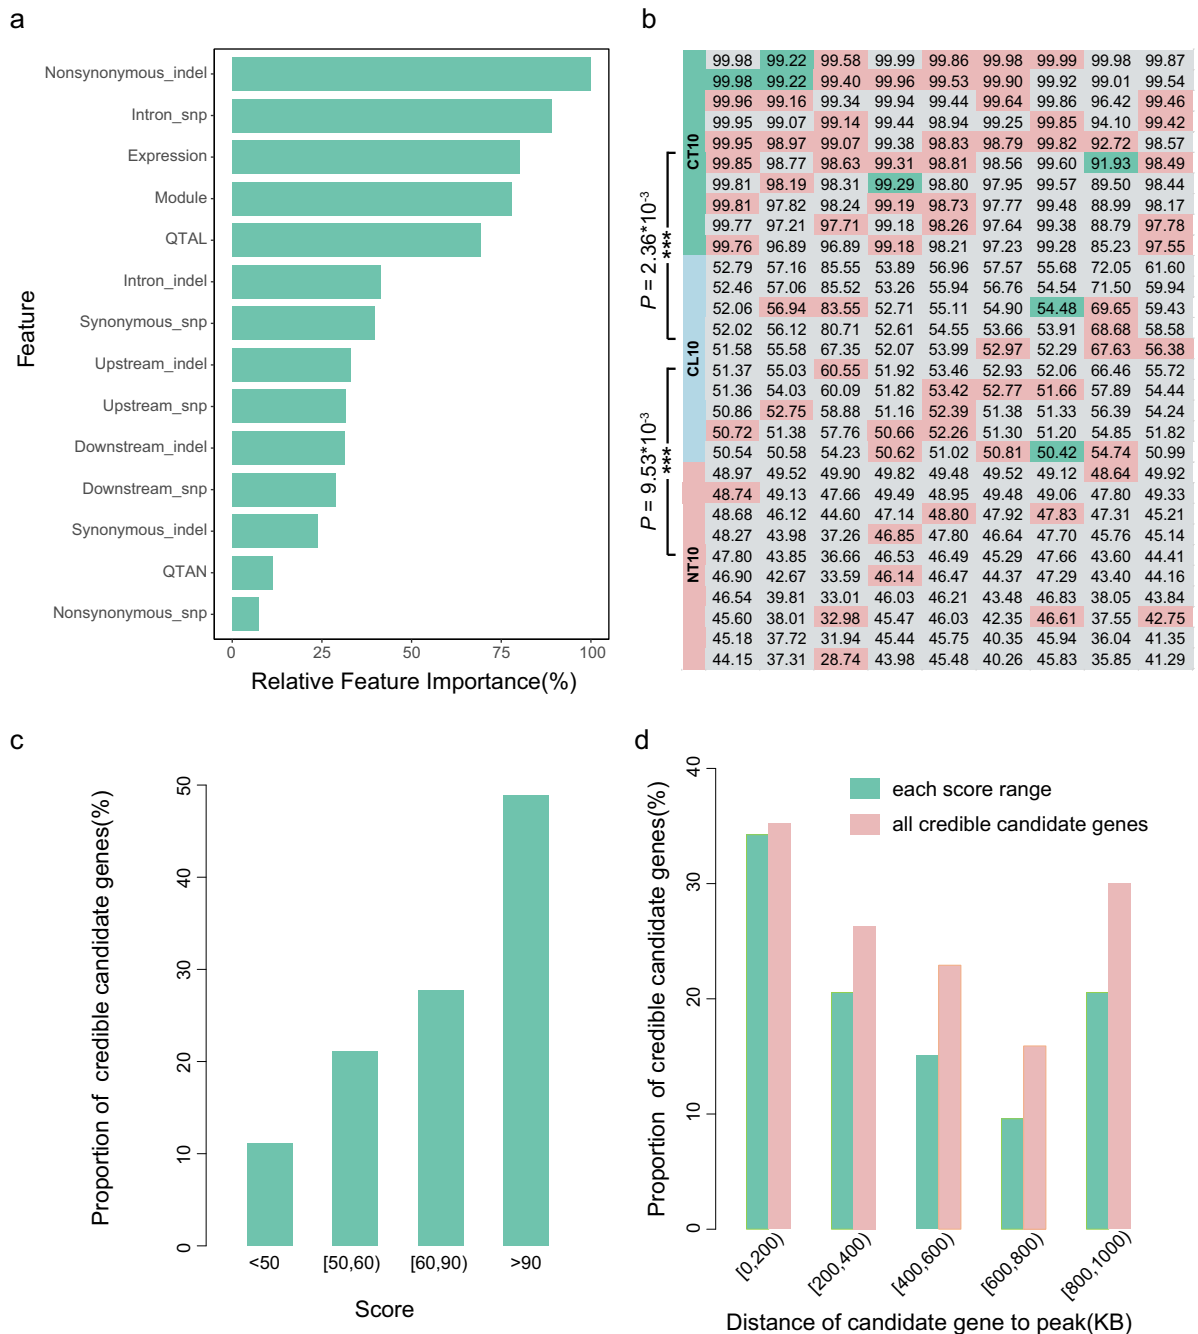 a
Nonsynonymous_indel
Intron_snp
Expression
Module
QTAL
Intron_indel
Synonymous_snp
Upstream_indel
Upstream_snp
Downstream_indel
Downstream_snp
Synonymous_indel
QTAN
Nonsynonymous_snp
Feature
0 25 50 75 100
Relative Feature Importance(%)
b
CT10
CL10
NT10
P = 2.36*10-3
***
P = 9.53*10-3
***
99.98 99.22 99.58 99.99 99.86 99.98 99.99 99.98 99.87
99.98 99.22 99.40 99.96 99.53 99.90 99.92 99.01 99.54
99.96 99.16 99.34 99.94 99.44 99.64 99.86 96.42 99.46
99.95 99.07 99.14 99.44 98.94 99.25 99.85 94.10 99.42
99.95 98.97 99.07 99.38 98.83 98.79 99.82 92.72 98.57
99.85 98.77 98.63 99.31 98.81 98.56 99.60 91.93 98.49
99.81 98.19 98.31 99.29 98.80 97.95 99.57 89.50 98.44
99.81 97.82 98.24 99.19 98.73 97.77 99.48 88.99 98.17
99.77 97.21 97.71 99.18 98.26 97.64 99.38 88.79 97.78
99.76 96.89 96.89 99.18 98.21 97.23 99.28 85.23 97.55
52.79 57.16 85.55 53.89 56.96 57.57 55.68 72.05 61.60
52.46 57.06 85.52 53.26 55.94 56.76 54.54 71.50 59.94
52.06 56.94 83.55 52.71 55.11 54.90 54.48 69.65 59.43
52.02 56.12 80.71 52.61 54.55 53.66 53.91 68.68 58.58
51.58 55.58 67.35 52.07 53.99 52.97 52.29 67.63 56.38
51.37 55.03 60.55 51.92 53.46 52.93 52.06 66.46 55.72
51.36 54.03 60.09 51.82 53.42 52.77 51.66 57.89 54.44
50.86 52.75 58.88 51.16 52.39 51.38 51.33 56.39 54.24
50.72 51.38 57.76 50.66 52.26 51.30 51.20 54.85 51.82
50.54 50.58 54.23 50.62 51.02 50.81 50.42 54.74 50.99
48.97 49.52 49.90 49.82 49.48 49.52 49.12 48.64 49.92
48.74 49.13 47.66 49.49 48.95 49.48 49.06 47.80 49.33
48.68 46.12 44.60 47.14 48.80 47.92 47.83 47.31 45.21
48.27 43.98 37.26 46.85 47.80 46.64 47.70 45.76 45.14
47.80 43.85 36.66 46.53 46.49 45.29 47.66 43.60 44.41
46.90 42.67 33.59 46.14 46.47 44.37 47.29 43.40 44.16
46.54 39.81 33.01 46.03 46.21 43.48 46.83 38.05 43.84
45.60 38.01 32.98 45.47 46.03 42.35 46.61 37.55 42.75
45.18 37.72 31.94 45.44 45.75 40.35 45.94 36.04 41.35
44.15 37.31 28.74 43.98 45.48 40.26 45.83 35.85 41.29
c
Proportion of credible candidate genes(%)
50
40
30
20
10
0
<50 [50,60) [60,90) >90
Score
d
Proportion of credible candidate genes(%)
40
30
20
10
0
each score range
all credible candidate genes
[0,200) [200,400) [400,600) [600,800) [800,1000)
Distance of candidate gene to peak(KB)